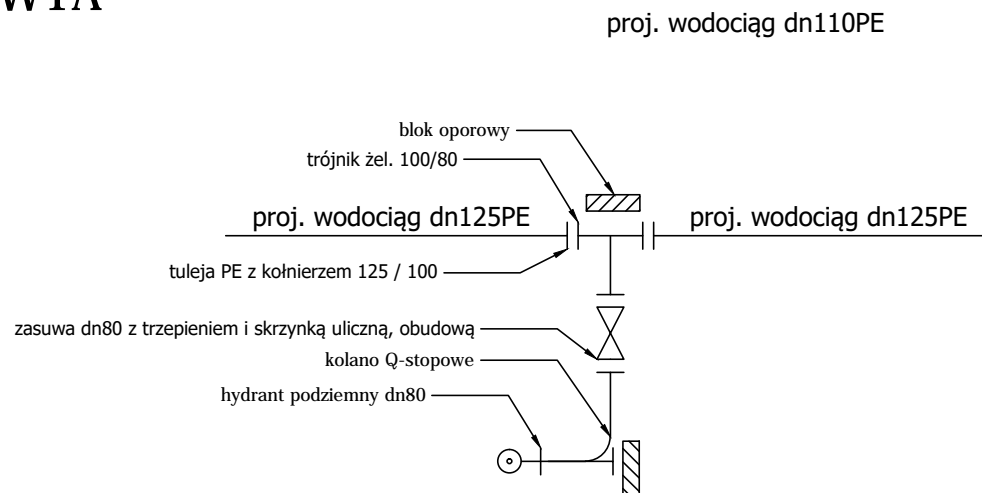 proj. wodociąg dn110PE
blok oporowy
trójnik żel. 100/80
proj. wodociąg dn125PE
proj. wodociąg dn125PE
tuleja PE z kołnierzem 125 / 100
zasuwa dn80 z trzepieniem i skrzynką uliczną, obudową
kolano Q-stopowe
hydrant podziemny dn80